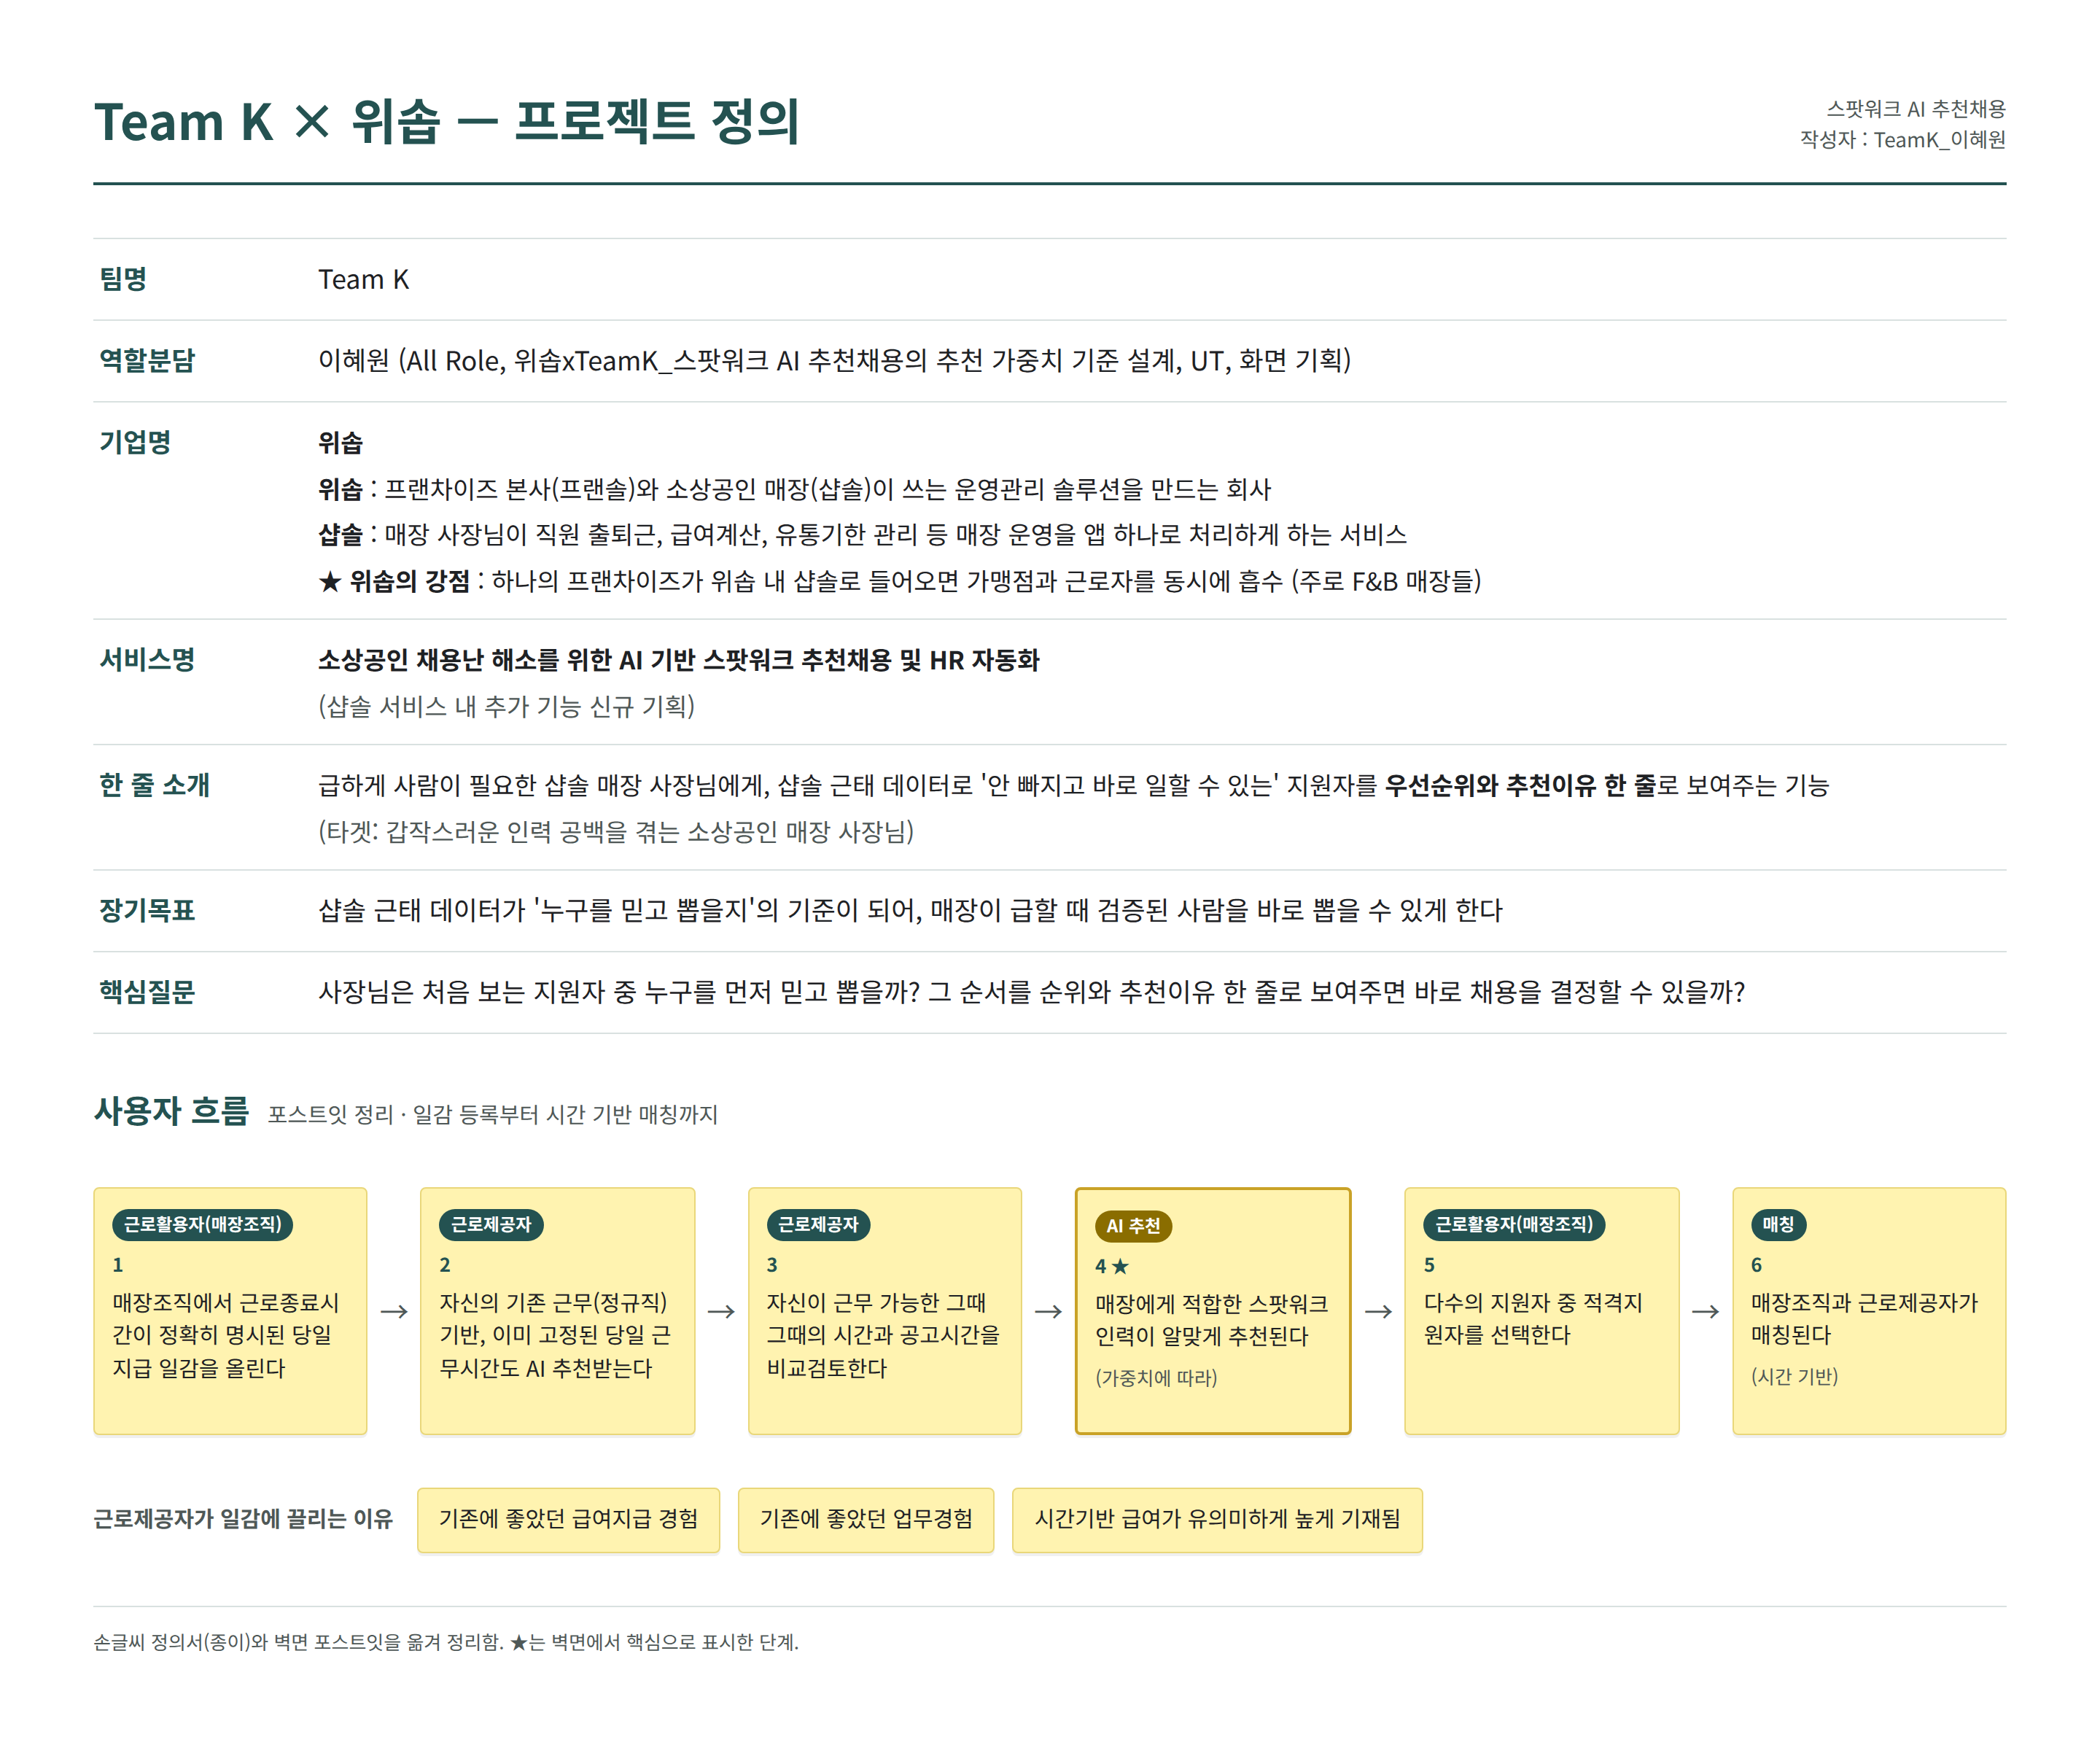 Team K × 위솝 — 프로젝트 정의
스팟워크 AI 추천채용
작성자 : TeamK_이혜원
팀명
Team K
역할분담
이혜원 (All Role, 위솝xTeamK_스팟워크 AI 추천채용의 추천 가중치 기준 설계, UT, 화면 기획)
기업명
위솝
위솝 : 프랜차이즈 본사(프랜솔)와 소상공인 매장(샵솔)이 쓰는 운영관리 솔루션을 만드는 회사
샵솔 : 매장 사장님이 직원 출퇴근, 급여계산, 유통기한 관리 등 매장 운영을 앱 하나로 처리하게 하는 서비스
★ 위솝의 강점 : 하나의 프랜차이즈가 위솝 내 샵솔로 들어오면 가맹점과 근로자를 동시에 흡수 (주로 F&B 매장들)
서비스명
소상공인 채용난 해소를 위한 AI 기반 스팟워크 추천채용 및 HR 자동화
(샵솔 서비스 내 추가 기능 신규 기획)
한 줄 소개
급하게 사람이 필요한 샵솔 매장 사장님에게, 샵솔 근태 데이터로 '안 빠지고 바로 일할 수 있는' 지원자를 우선순위와 추천이유 한 줄로 보여주는 기능
(타겟: 갑작스러운 인력 공백을 겪는 소상공인 매장 사장님)
장기목표
샵솔 근태 데이터가 '누구를 믿고 뽑을지'의 기준이 되어, 매장이 급할 때 검증된 사람을 바로 뽑을 수 있게 한다
핵심질문
사장님은 처음 보는 지원자 중 누구를 먼저 믿고 뽑을까? 그 순서를 순위와 추천이유 한 줄로 보여주면 바로 채용을 결정할 수 있을까?
사용자 흐름 포스트잇 정리 · 일감 등록부터 시간 기반 매칭까지
근로활용자(매장조직)
1
매장조직에서 근로종료시
간이 정확히 명시된 당일
지급 일감을 올린다
→
근로제공자
2
자신의 기존 근무(정규직)
기반, 이미 고정된 당일 근
무시간도 AI 추천받는다
→
근로제공자
3
자신이 근무 가능한 그때
그때의 시간과 공고시간을
비교검토한다
→
AI 추천
4 ★
매장에게 적합한 스팟워크
인력이 알맞게 추천된다
(가중치에 따라)
→
근로활용자(매장조직)
5
다수의 지원자 중 적격지
원자를 선택한다
→
매칭
6
매장조직과 근로제공자가
매칭된다
(시간 기반)
근로제공자가 일감에 끌리는 이유
기존에 좋았던 급여지급 경험
기존에 좋았던 업무경험
시간기반 급여가 유의미하게 높게 기재됨
손글씨 정의서(종이)와 벽면 포스트잇을 옮겨 정리함. ★는 벽면에서 핵심으로 표시한 단계.